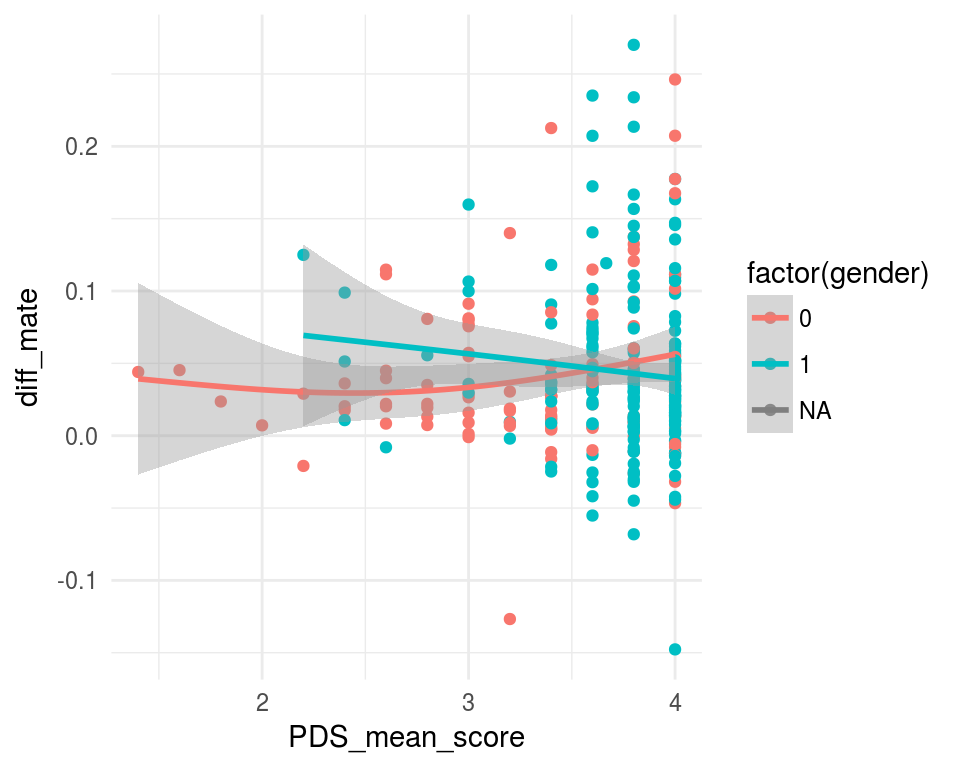 diff_mate
0.2
0.1
0.0
-0.1
2 3 4
PDS_mean_score
factor(gender)
0
1
NA